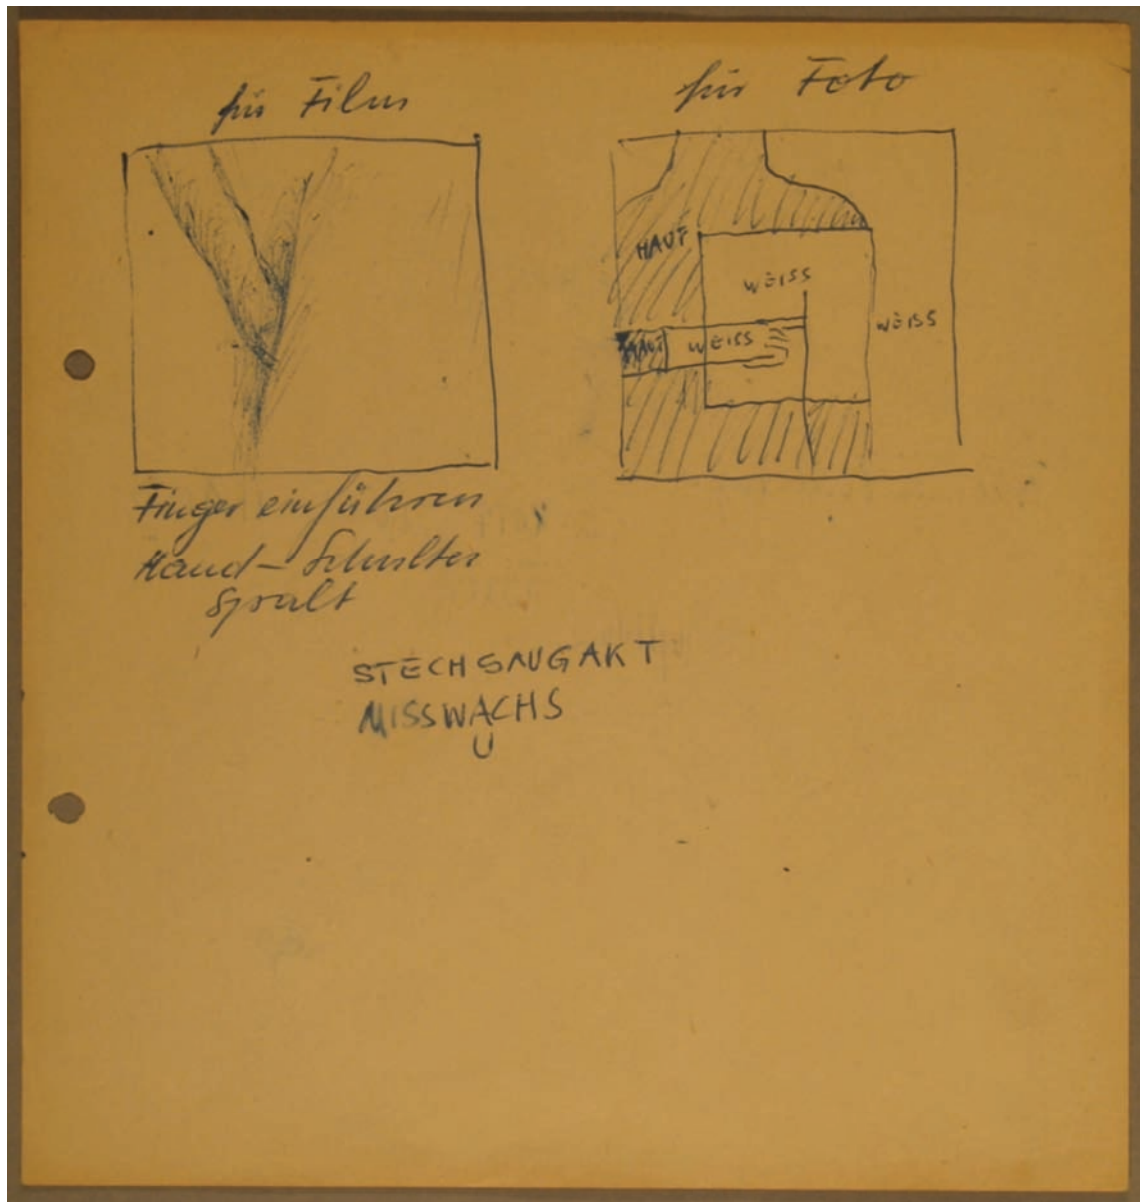 für Film
für Foto
HAUT
WEISS
WEISS
HAUT WEISS
Finger einführen
Hand - Schulter
Spalt
STECHSAUGAKT
MISSWACHS
U